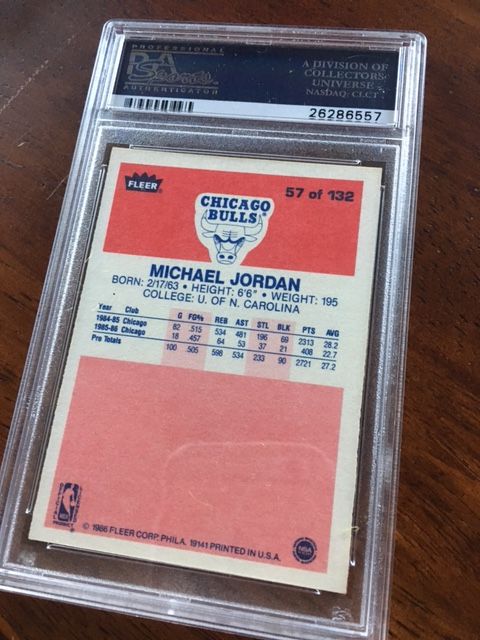 PROFESSIONAL
PSA
Sports
AUTHENTICATOR
A DIVISION OF
COLLECTORS
UNIVERSE
NASDAQ: CLCT
26286557
FLEER
57 of 132
CHICAGO
BULLS
MICHAEL JORDAN
BORN: 2/17/63 • HEIGHT: 6'6" • WEIGHT: 195
COLLEGE: U. OF N. CAROLINA
Year Club G FG% REB AST STL BLK PTS AVG
1984-85 Chicago 82 .515 534 481 196 69 2313 28.2
1985-86 Chicago 18 .457 64 53 37 21 408 22.7
Pro Totals 100 .505 598 534 233 90 2721 27.2
© 1986 FLEER CORP. PHILA. 19141 PRINTED IN U.S.A.
NBA